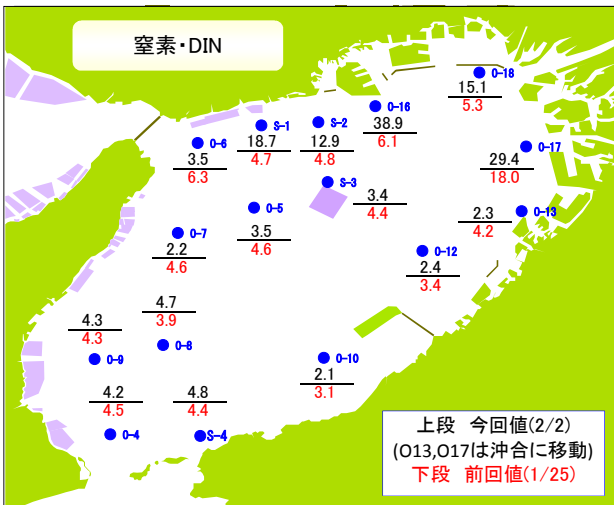 窒素・DIN
O-18
15.1
5.3
O-16
38.9
6.1
S-2
12.9
4.8
S-1
18.7
4.7
O-6
3.5
6.3
O-17
29.4
18.0
S-3
3.4
4.4
O-5
3.5
4.6
O-13
2.3
4.2
O-7
2.2
4.6
O-12
2.4
3.4
4.7
3.9
O-8
4.3
4.3
O-9
O-10
2.1
3.1
4.2
4.5
O-4
4.8
4.4
S-4
上段 今回値(2/2)
(O13,O17は沖合に移動)
下段 前回値(1/25)